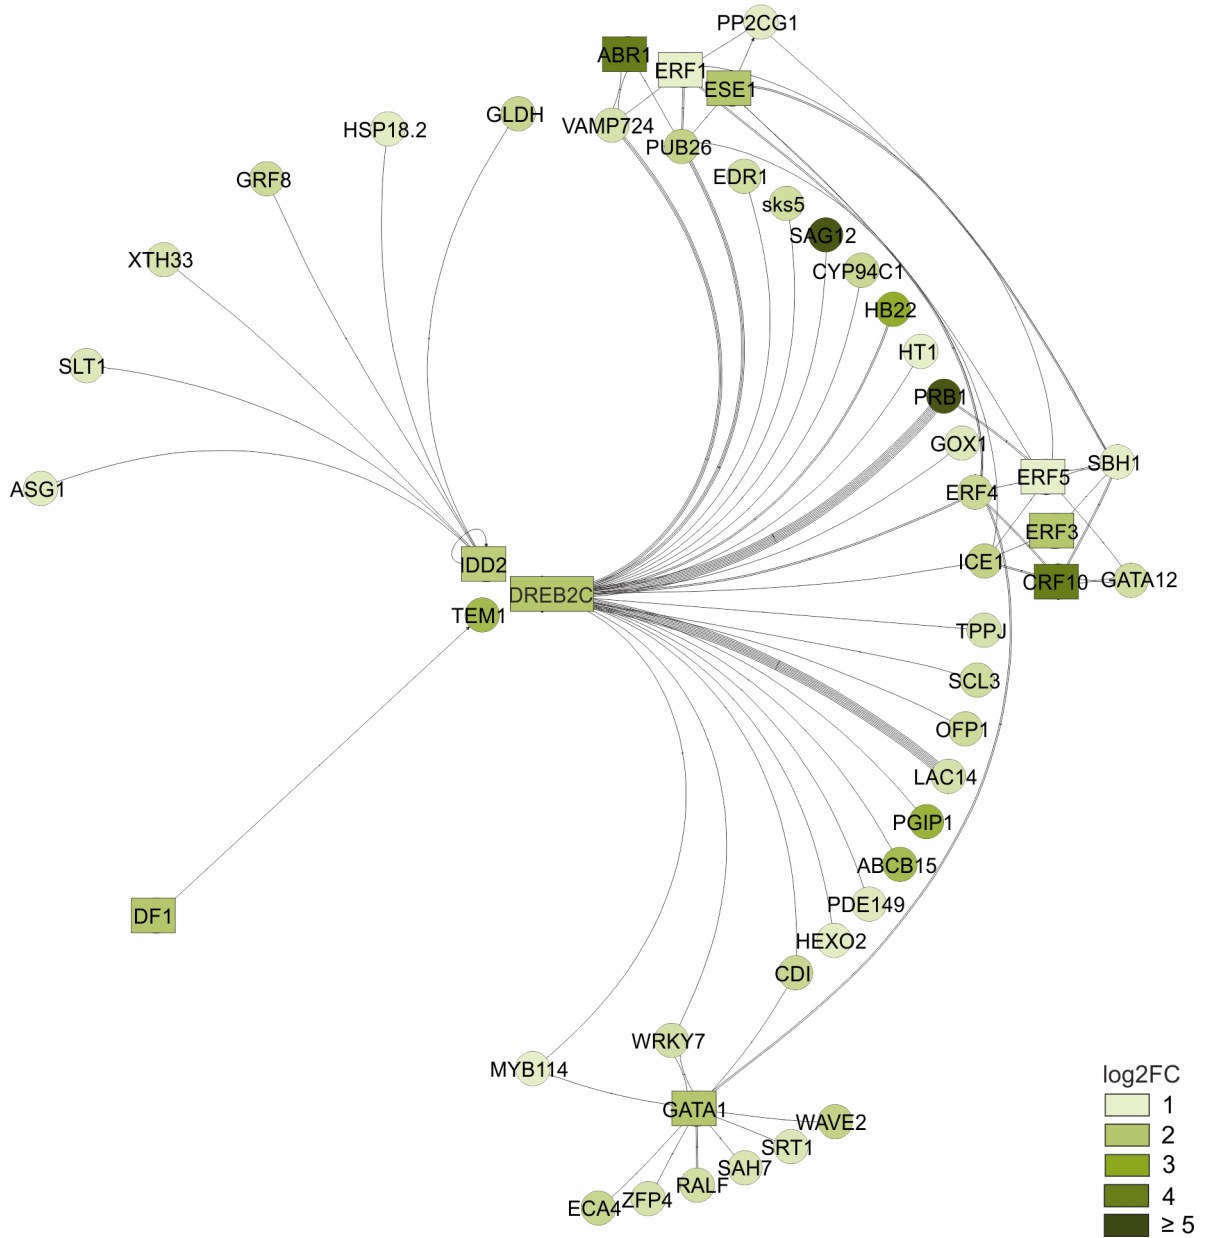 PP2CG1
ABR1
ERF1
ESE1
GLDH
HSP18.2
VAMP724
PUB26
GRF8
EDR1
sks5
SAG12
XTH33
CYP94C1
HB22
HT1
SLT1
PRB1
GOX1
SBH1
ERF5
ASG1
ERF4
ERF3
IDD2
ICE1
CRF10
GATA12
DREB2C
TEM1
TPPJ
SCL3
OFP1
LAC14
PGIP1
ABCB15
PDE149
DF1
HEXO2
CDI
WRKY7
MYB114
GATA1
WAVE2
SRT1
SAH7
RALF
ZFP4
ECA4
log2FC
1
2
3
4
≥ 5